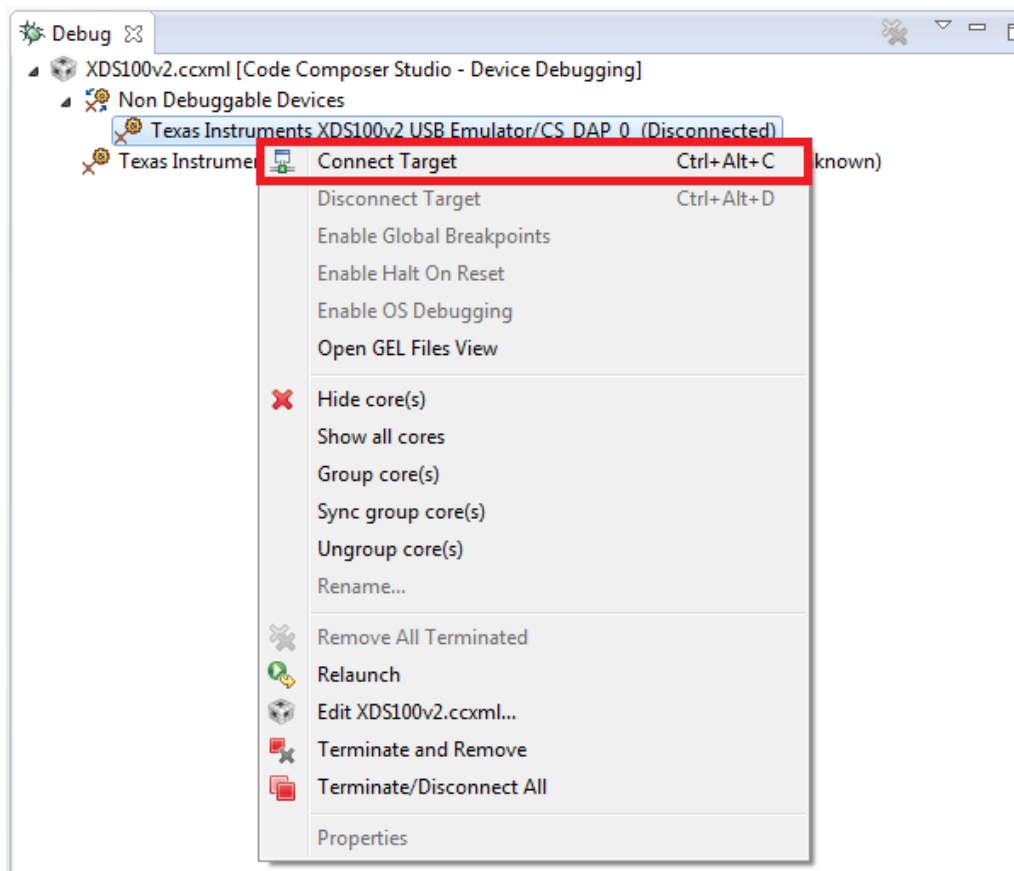 Debug
XDS100v2.ccxml [Code Composer Studio - Device Debugging]
Non Debuggable Devices
Texas Instruments XDS100v2 USB Emulator/CS_DAP_0 (Disconnected)
Texas known)
Connect Target Ctrl+Alt+C
Disconnect Target Ctrl+Alt+D
Enable Global Breakpoints
Enable Halt On Reset
Enable OS Debugging
Open GEL Files View
Hide core(s)
Show all cores
Group core(s)
Sync group core(s)
Ungroup core(s)
Rename...
Remove All Terminated
Relaunch
Edit XDS100v2.ccxml...
Terminate and Remove
Terminate/Disconnect All
Properties